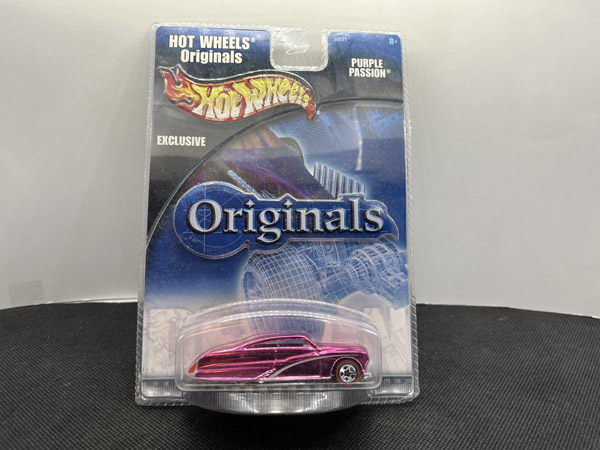 HOT WHEELS®
Originals
PURPLE
PASSION®
Hot Wheels
EXCLUSIVE
Originals